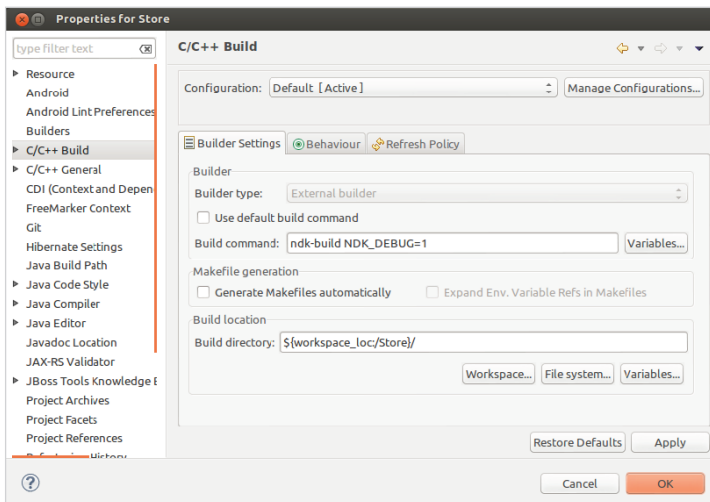 Properties for Store
type filter text
Resource
Android
Android Lint Preferences
Builders
C/C++ Build
C/C++ General
CDI (Context and Depen
FreeMarker Context
Git
Hibernate Settings
Java Build Path
Java Code Style
Java Compiler
Java Editor
Javadoc Location
JAX-RS Validator
JBoss Tools Knowledge
Project Archives
Project Facets
Project References
History
C/C++ Build
Configuration: Default [Active] Manage Configurations...
Builder Settings Behaviour Refresh Policy
Builder
Builder type: External builder
Use default build command
Build command: ndk-build NDK_DEBUG=1 Variables...
Makefile generation
Generate Makefiles automatically Expand Env. Variable Refs in Makefiles
Build location
Build directory: ${workspace_loc:/Store}/
Workspace... File system... Variables...
Restore Defaults Apply
? Cancel OK